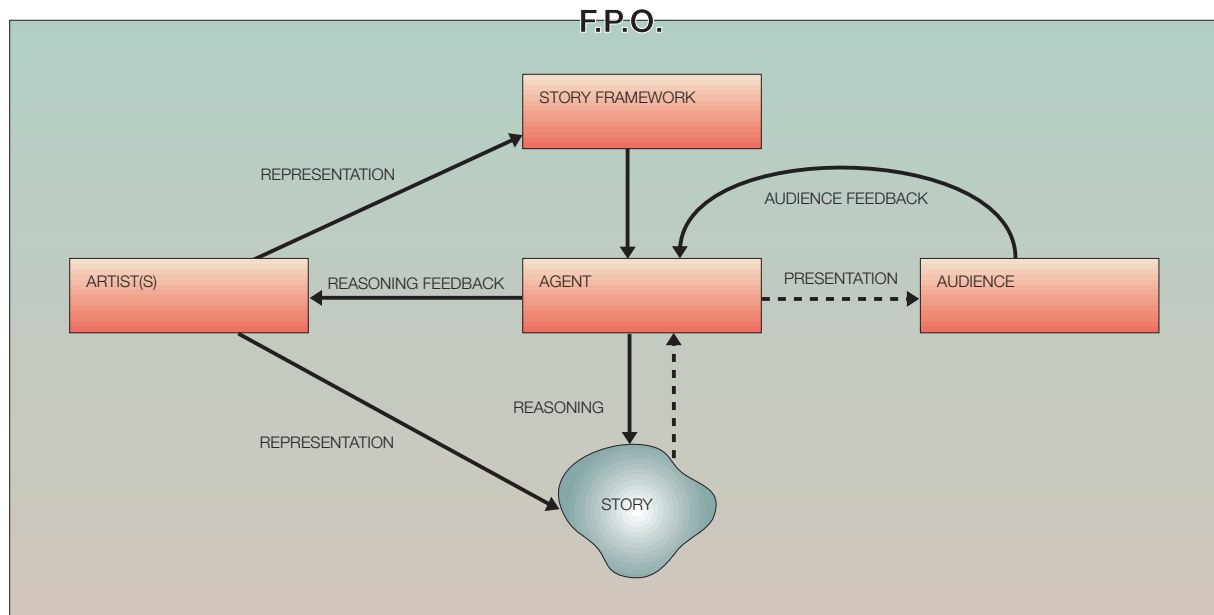 F.P.O.
STORY FRAMEWORK
REPRESENTATION
AUDIENCE FEEDBACK
ARTIST(S)
REASONING FEEDBACK
AGENT
PRESENTATION
AUDIENCE
REASONING
REPRESENTATION
STORY